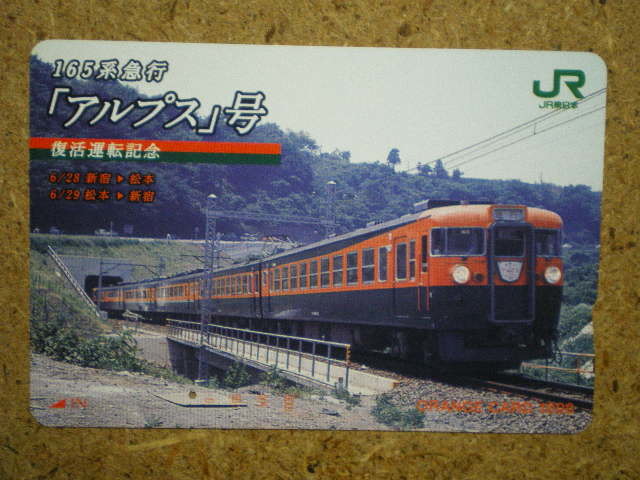 165系急行
「アルプス」号
復活運転記念
6/28 新宿 ▶ 松本
6/29 松本 ▶ 新宿
JR
JR東日本
IN
ORANGE CARD 1000